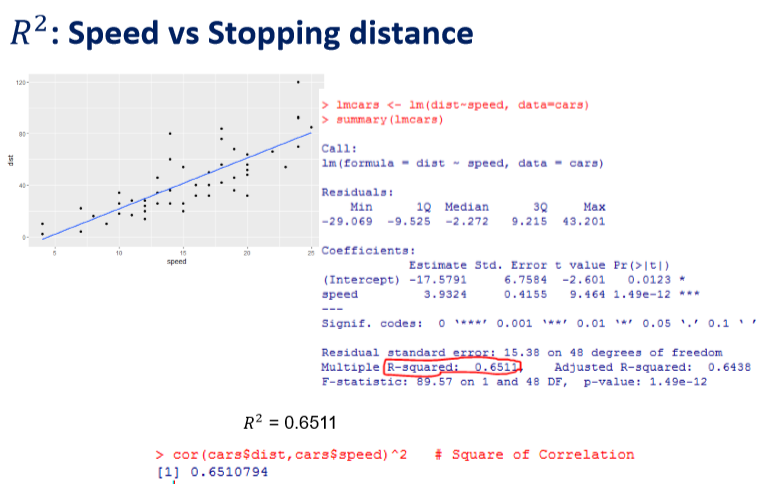 R²: Speed vs Stopping distance
120-
80-
40-
0-
dist
5 10 15 20 25
speed
> lmcars <- lm(dist~speed, data=cars)
> summary(lmcars)
Call:
lm(formula = dist ~ speed, data = cars)
Residuals:
Min 1Q Median 3Q Max
-29.069 -9.525 -2.272 9.215 43.201
Coefficients:
Estimate Std. Error t value Pr(>|t|)
(Intercept) -17.5791 6.7584 -2.601 0.0123 *
speed 3.9324 0.4155 9.464 1.49e-12 ***
---
Signif. codes: 0 '***' 0.001 '**' 0.01 '*' 0.05 '.' 0.1 ' '
Residual standard error: 15.38 on 48 degrees of freedom
Multiple R-squared: 0.6511, Adjusted R-squared: 0.6438
F-statistic: 89.57 on 1 and 48 DF, p-value: 1.49e-12
R² = 0.6511
> cor(cars$dist,cars$speed)^2 # Square of Correlation
[1] 0.6510794